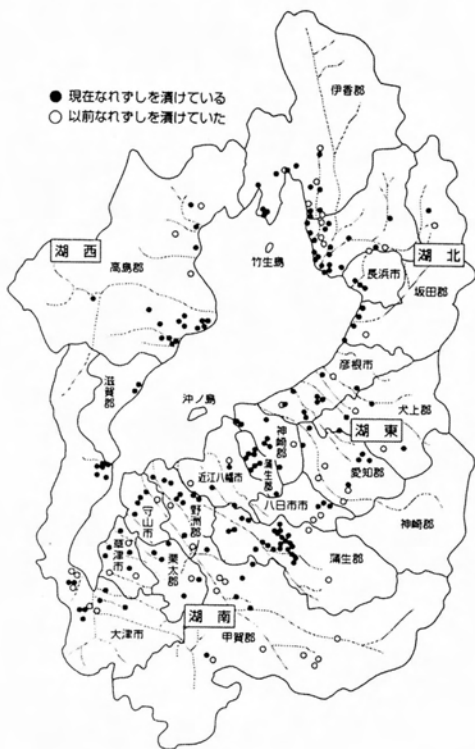 ● 現在なれずしを漬けている
○ 以前なれずしを漬けていた
伊香郡
湖西
高島郡
竹生島
湖北
長浜市
坂田郡
滋賀郡
彦根市
沖ノ島
犬上郡
神崎郡
湖東
蒲生郡
愛知郡
近江八幡市
八日市市
神崎郡
守山市
野洲郡
草津市
栗太郡
蒲生郡
湖南
大津市
甲賀郡